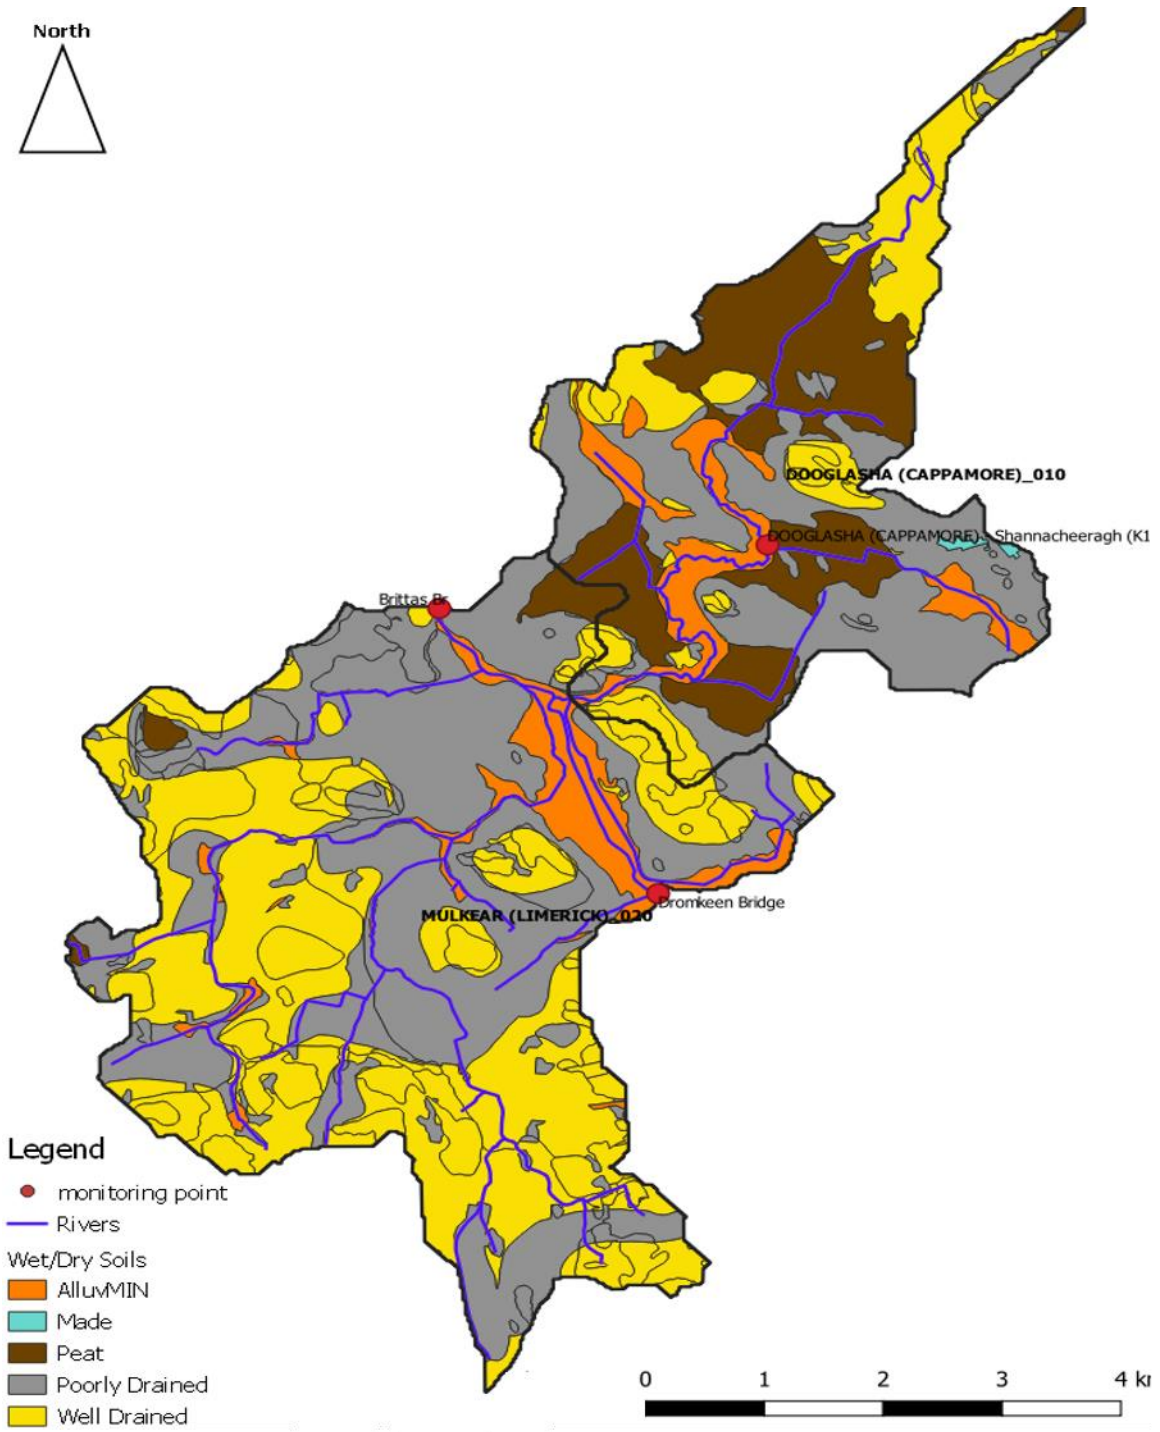 North
DOOGLASHA (CAPPAMORE)_010
DOOGLASHA (CAPPAMORE) - Shannacheeragh (K1
Brittas Br
Dromkeen Bridge
MULKEAR (LIMERICK)_020
Legend
monitoring point
Rivers
Wet/Dry Soils
AlluvMIN
Made
Peat
Poorly Drained
Well Drained
0 1 2 3 4 km